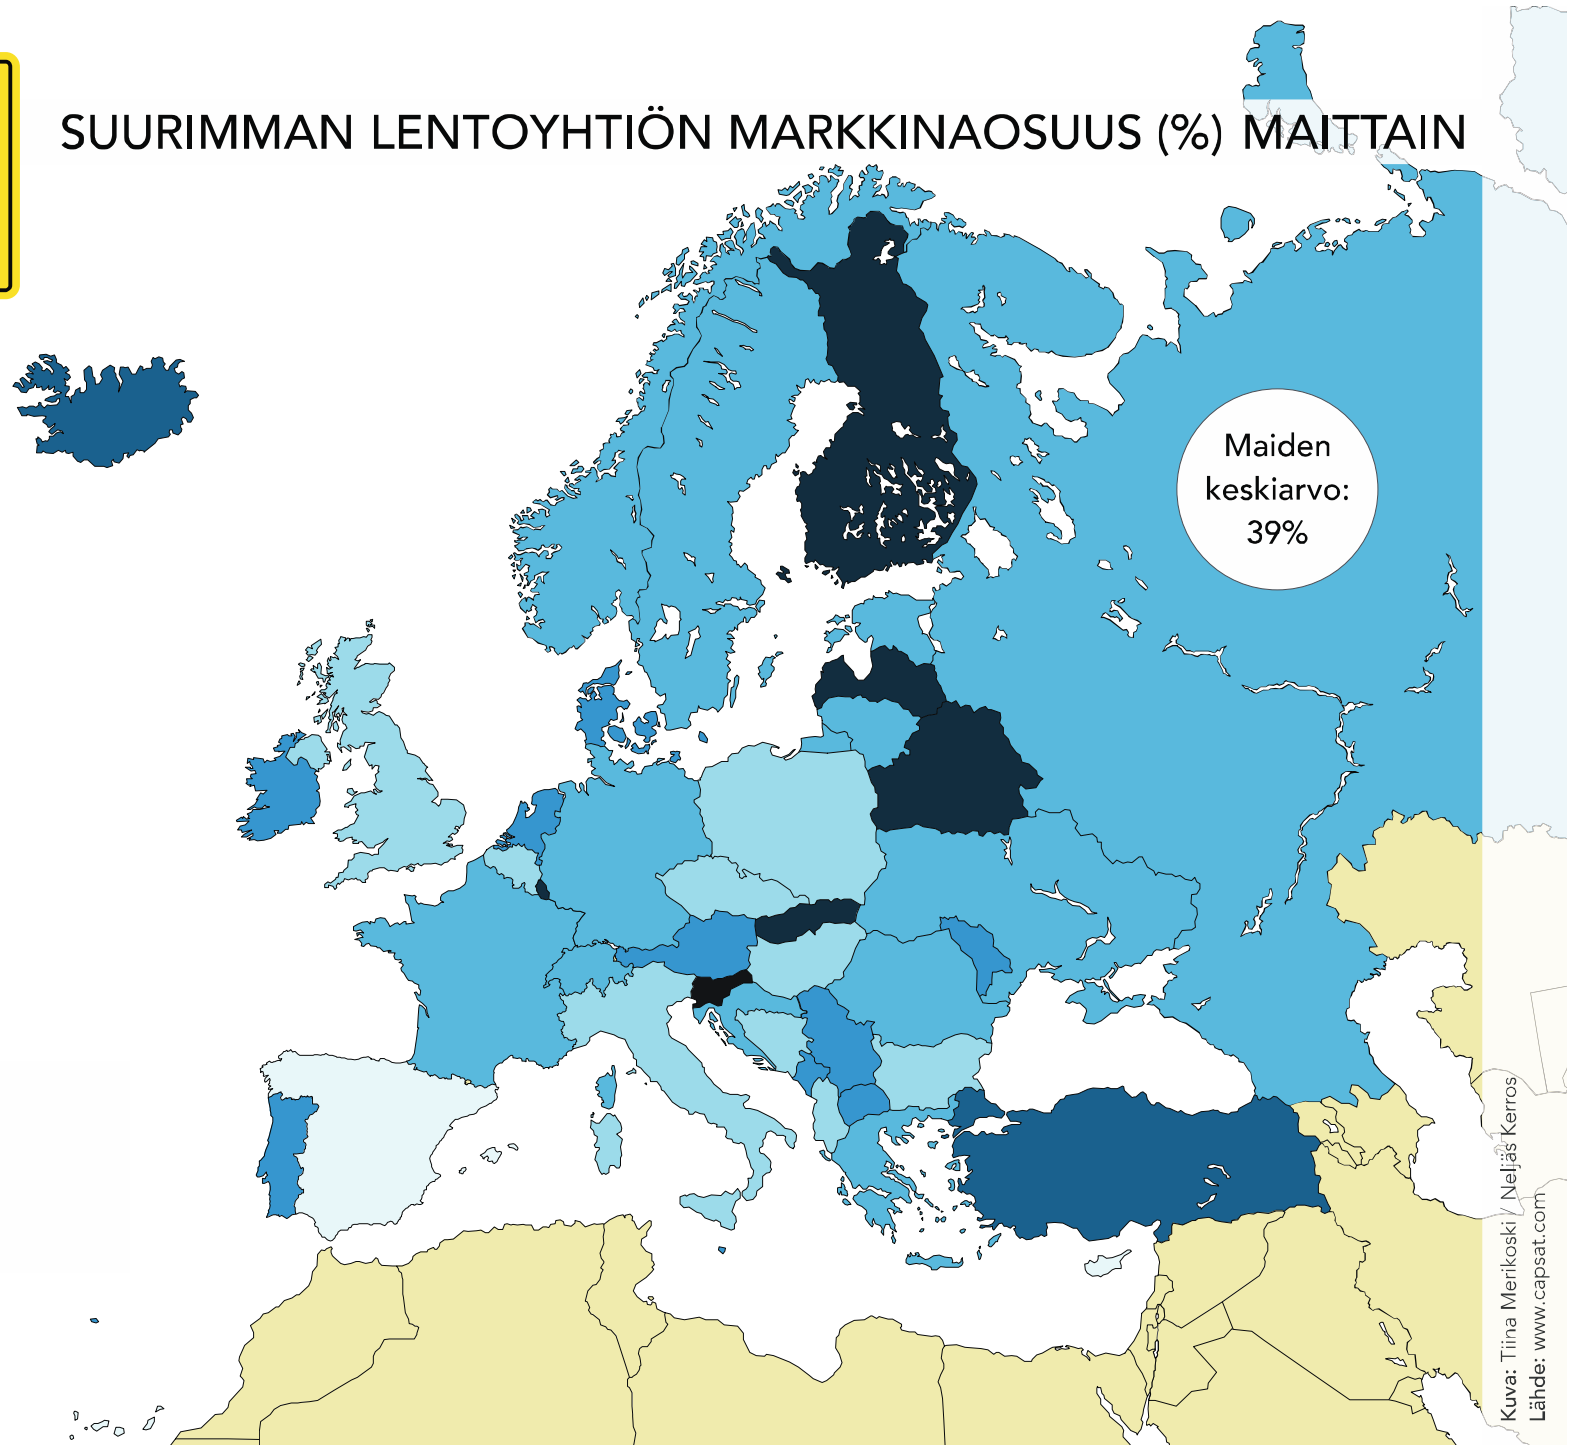 SUURIMMAN LENTOYHTIÖN MARKKINAOSUUS (%) MAITTAIN
Maiden
keskiarvo:
39%
Kuva: Tiina Merikoski / Neljäs Kerros
Lähde: www.capsat.com